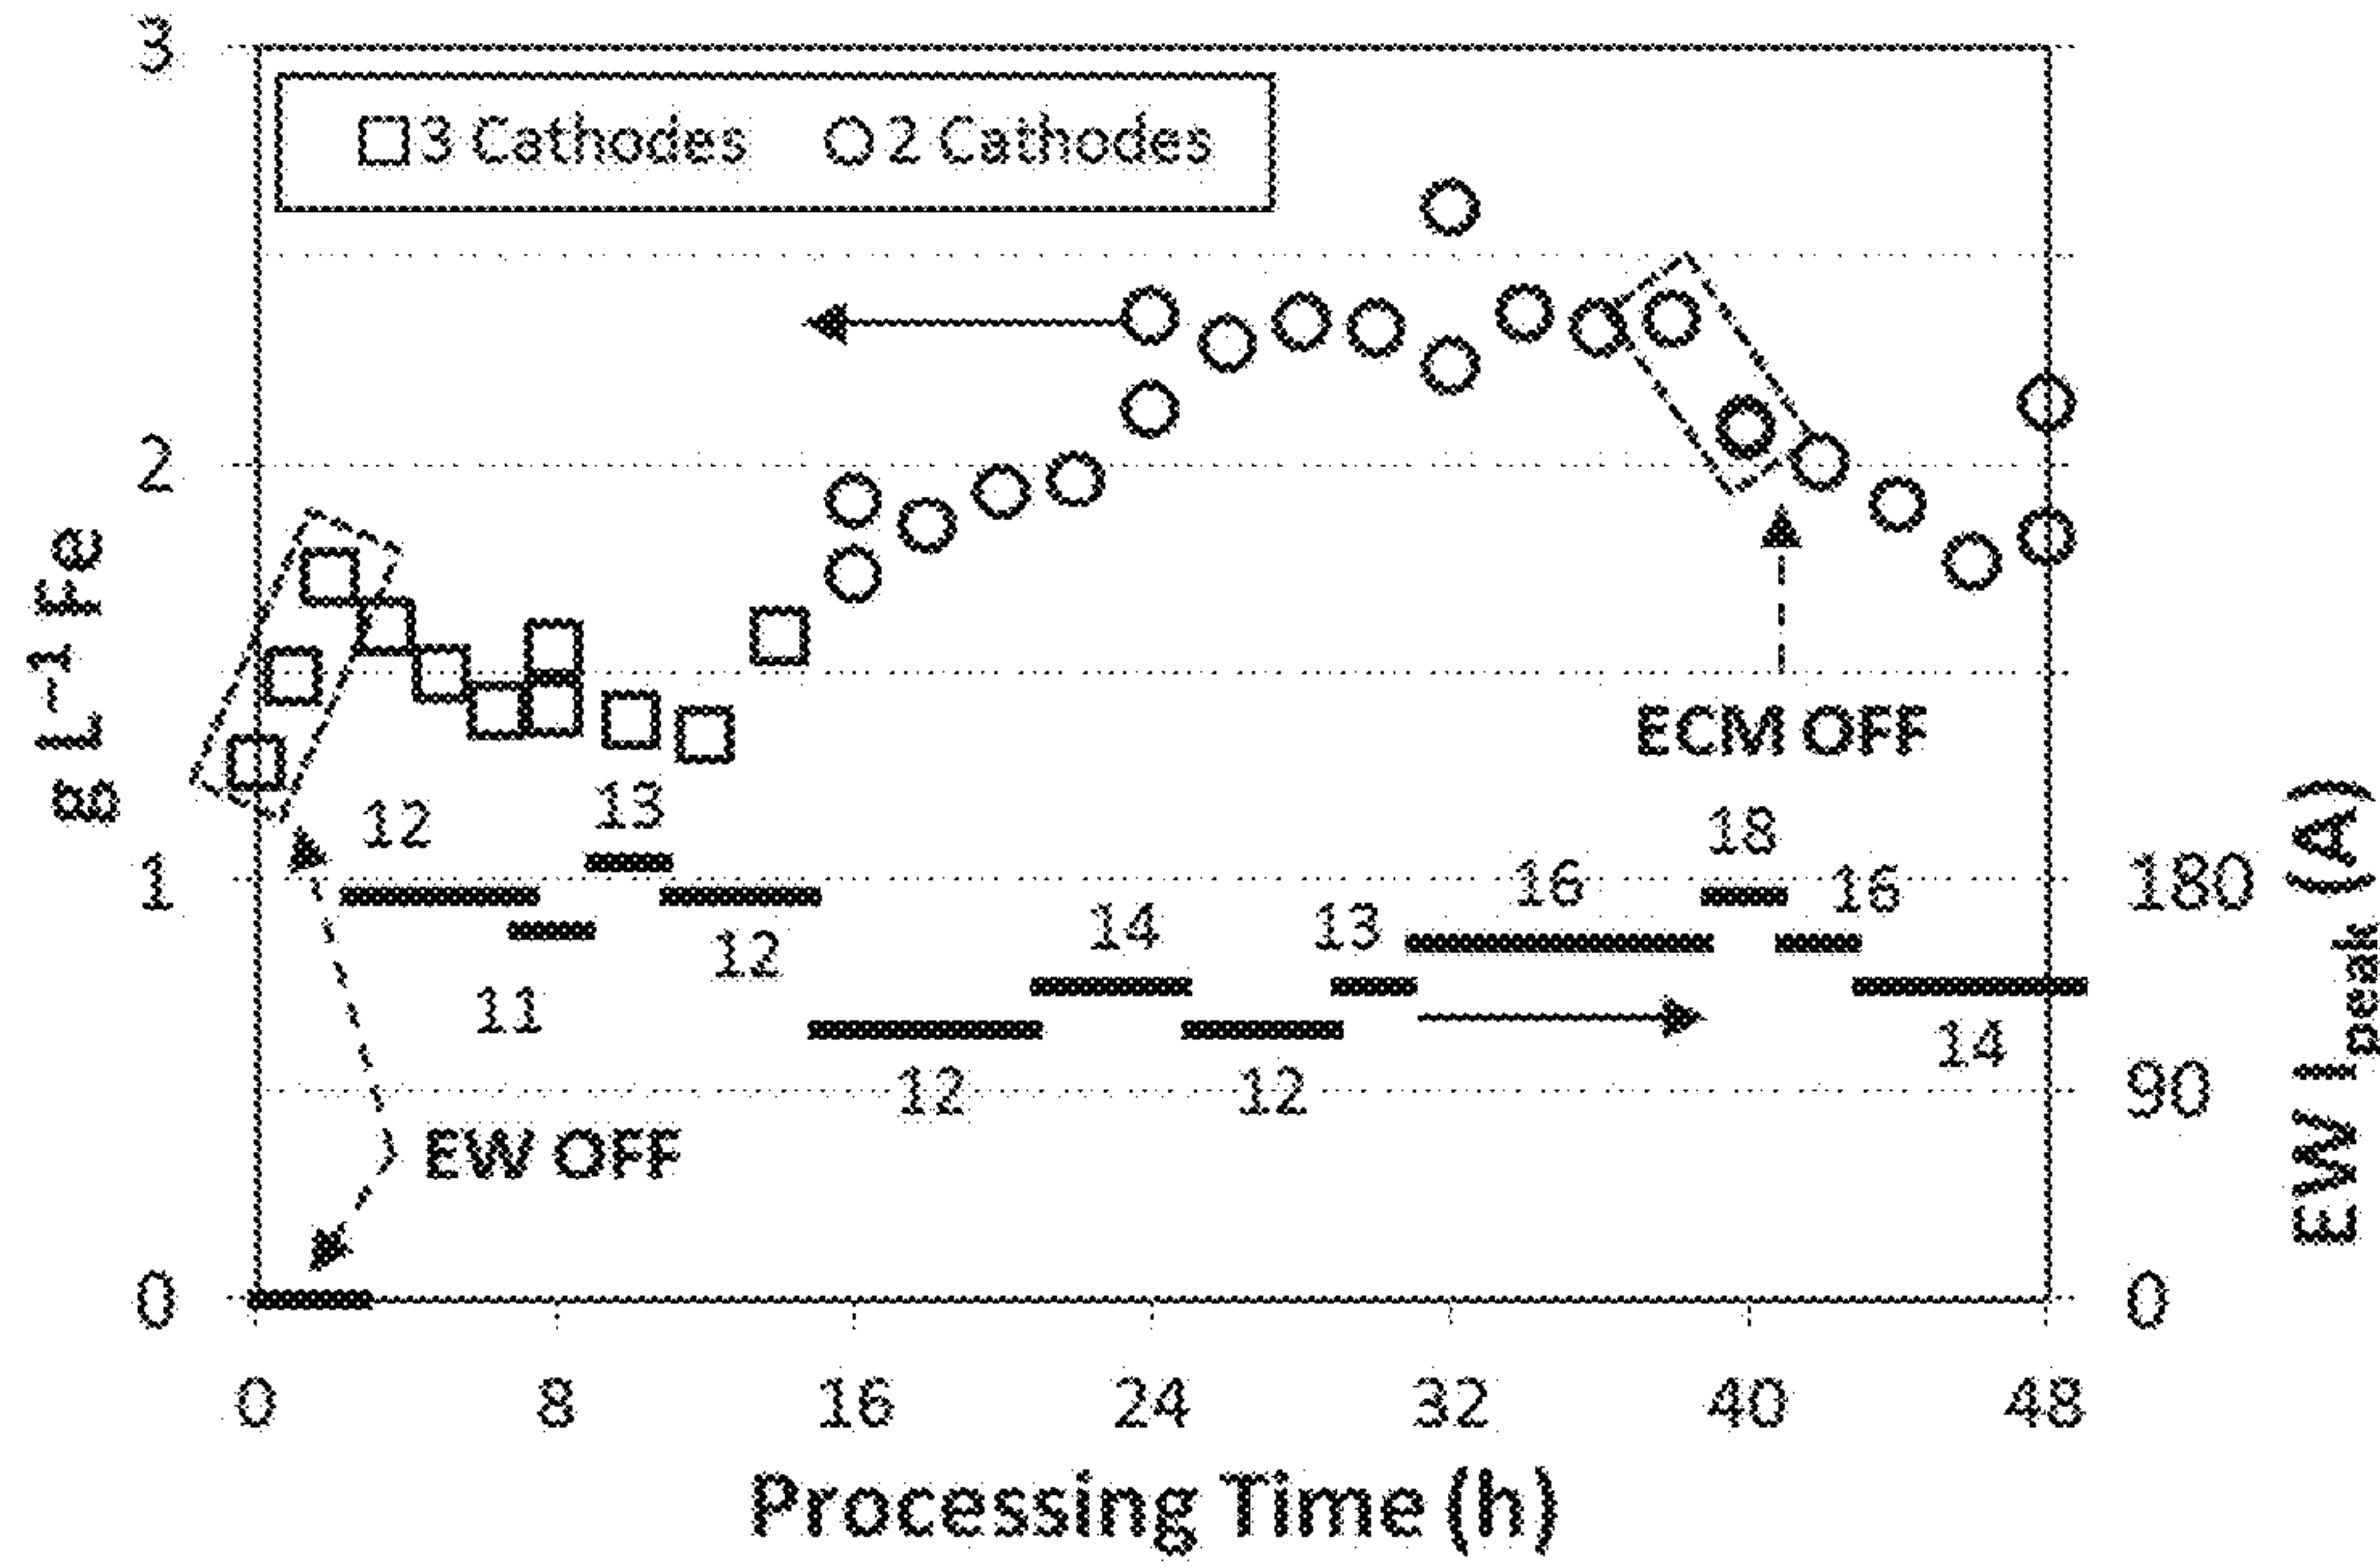 3
3 Cathodes 2 Cathodes
2
g L⁻¹ Fe
ECM OFF
13
12
18
1
180
16
16
14
13
12
11
EW I peak (A)
14
12
12
90
EW OFF
0
0
0 8 16 24 32 40 48
Processing Time (h)